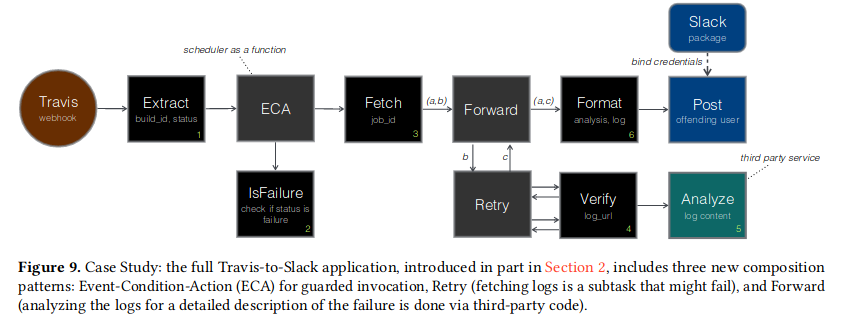 Slack
package
scheduler as a function
bind credentials
Travis
webhook
Extract
build_id, status
1
ECA
Fetch
job_id
3
(a,b)
Forward
(a,c)
Format
analysis, log
6
Post
offending user
b
c
third party service
IsFailure
check if status is
failure
2
Retry
Verify
log_url
4
Analyze
log content
5
Figure 9. Case Study: the full Travis-to-Slack application, introduced in part in Section 2, includes three new composition
patterns: Event-Condition-Action (ECA) for guarded invocation, Retry (fetching logs is a subtask that might fail), and Forward
(analyzing the logs for a detailed description of the failure is done via third-party code).